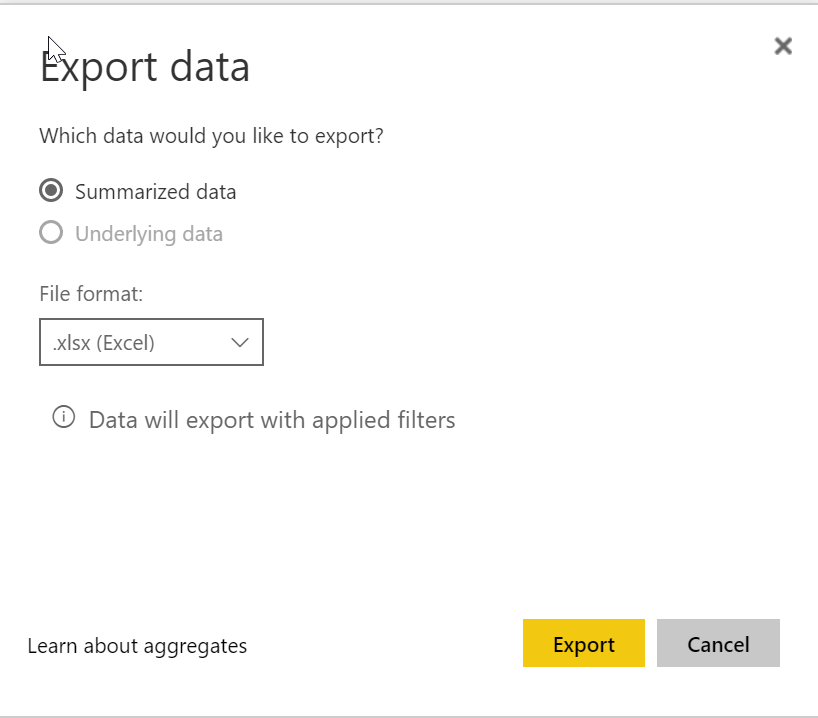 Export data
Which data would you like to export?
Summarized data
Underlying data
File format:
.xlsx (Excel)
Data will export with applied filters
Learn about aggregates
Export
Cancel